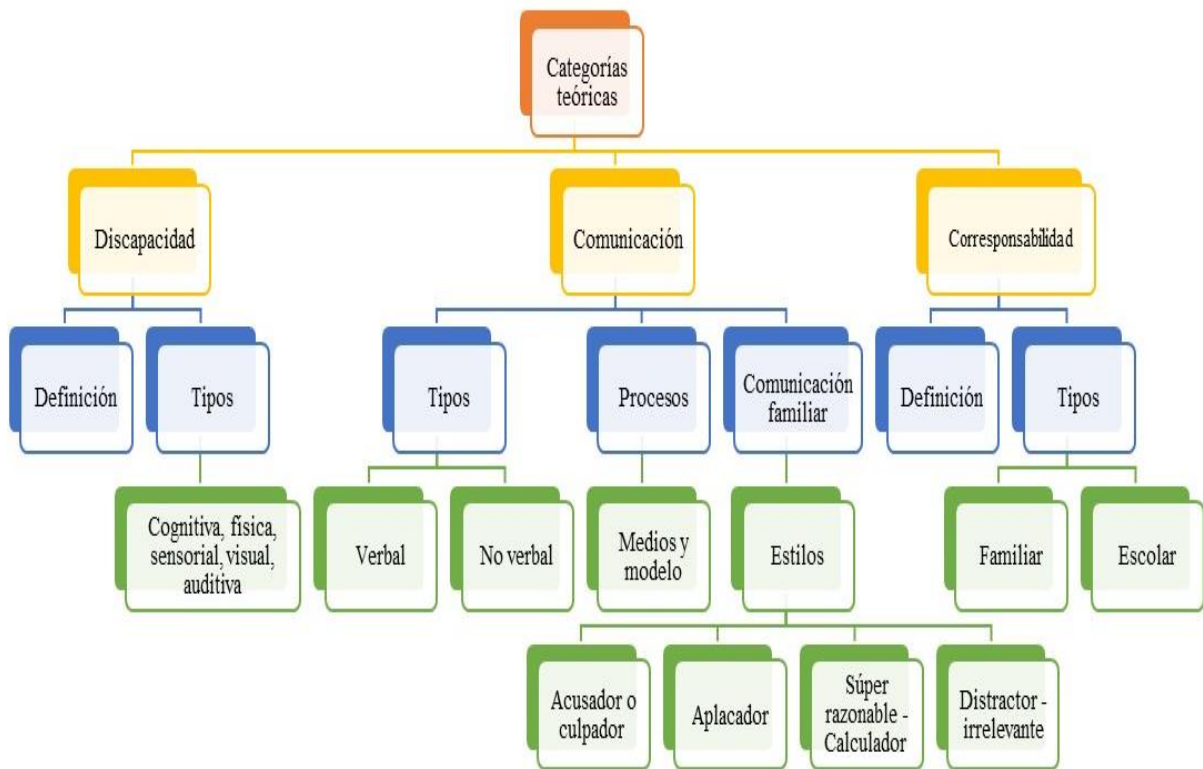 Categorías
teóricas
Discapacidad
Comunicación
Corresponsabilidad
Definición
Tipos
Tipos
Procesos
Comunicación
familiar
Definición
Tipos
Cognitiva, física,
sensorial, visual,
auditiva
Verbal
No verbal
Medios y
modelo
Estilos
Familiar
Escolar
Acusador o
culpador
Aplacador
Súper
razonable -
Calculador
Distractor -
irrelevante